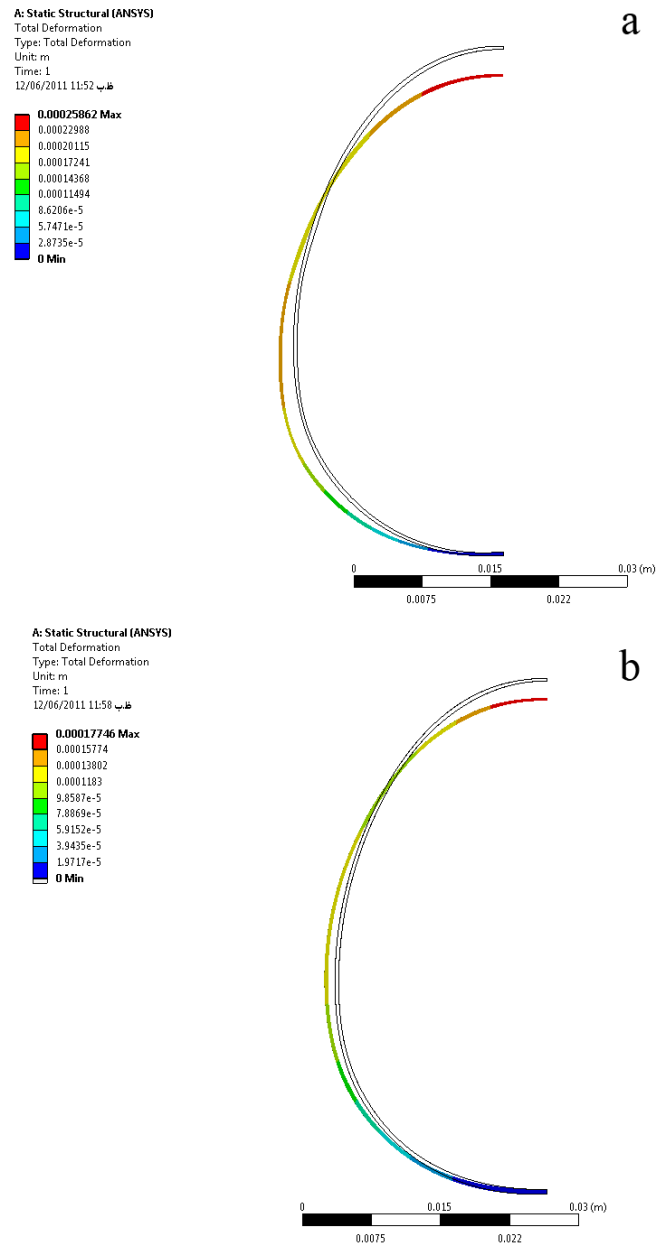 A: Static Structural (ANSYS)
a
Total Deformation
Type: Total Deformation
Unit: m
Time: 1
12/06/2011 11:52 ظ.ب
0.00025862 Max
0.00022988
0.00020115
0.00017241
0.00014368
0.00011494
8.6206e-5
5.7471e-5
2.8735e-5
0 Min
0 0.015 0.03 (m)
0.0075 0.022
A: Static Structural (ANSYS)
b
Total Deformation
Type: Total Deformation
Unit: m
Time: 1
12/06/2011 11:58 ظ.ب
0.00017746 Max
0.00015774
0.00013802
0.0001183
9.8587e-5
7.8869e-5
5.9152e-5
3.9435e-5
1.9717e-5
0 Min
0 0.015 0.03 (m)
0.0075 0.022